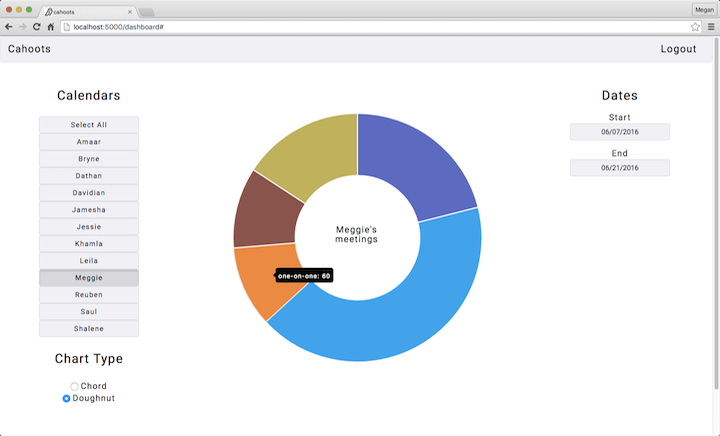 cahoots
Megan
localhost:5000/dashboard#
Cahoots
Logout
Calendars
Select All
Amaar
Bryne
Dathan
Davidian
Jamesha
Jessie
Khamla
Leila
Meggie
Reuben
Saul
Shalene
Chart Type
Chord
Doughnut
Meggie's
meetings
one-on-one: 60
Dates
Start
06/07/2016
End
06/21/2016